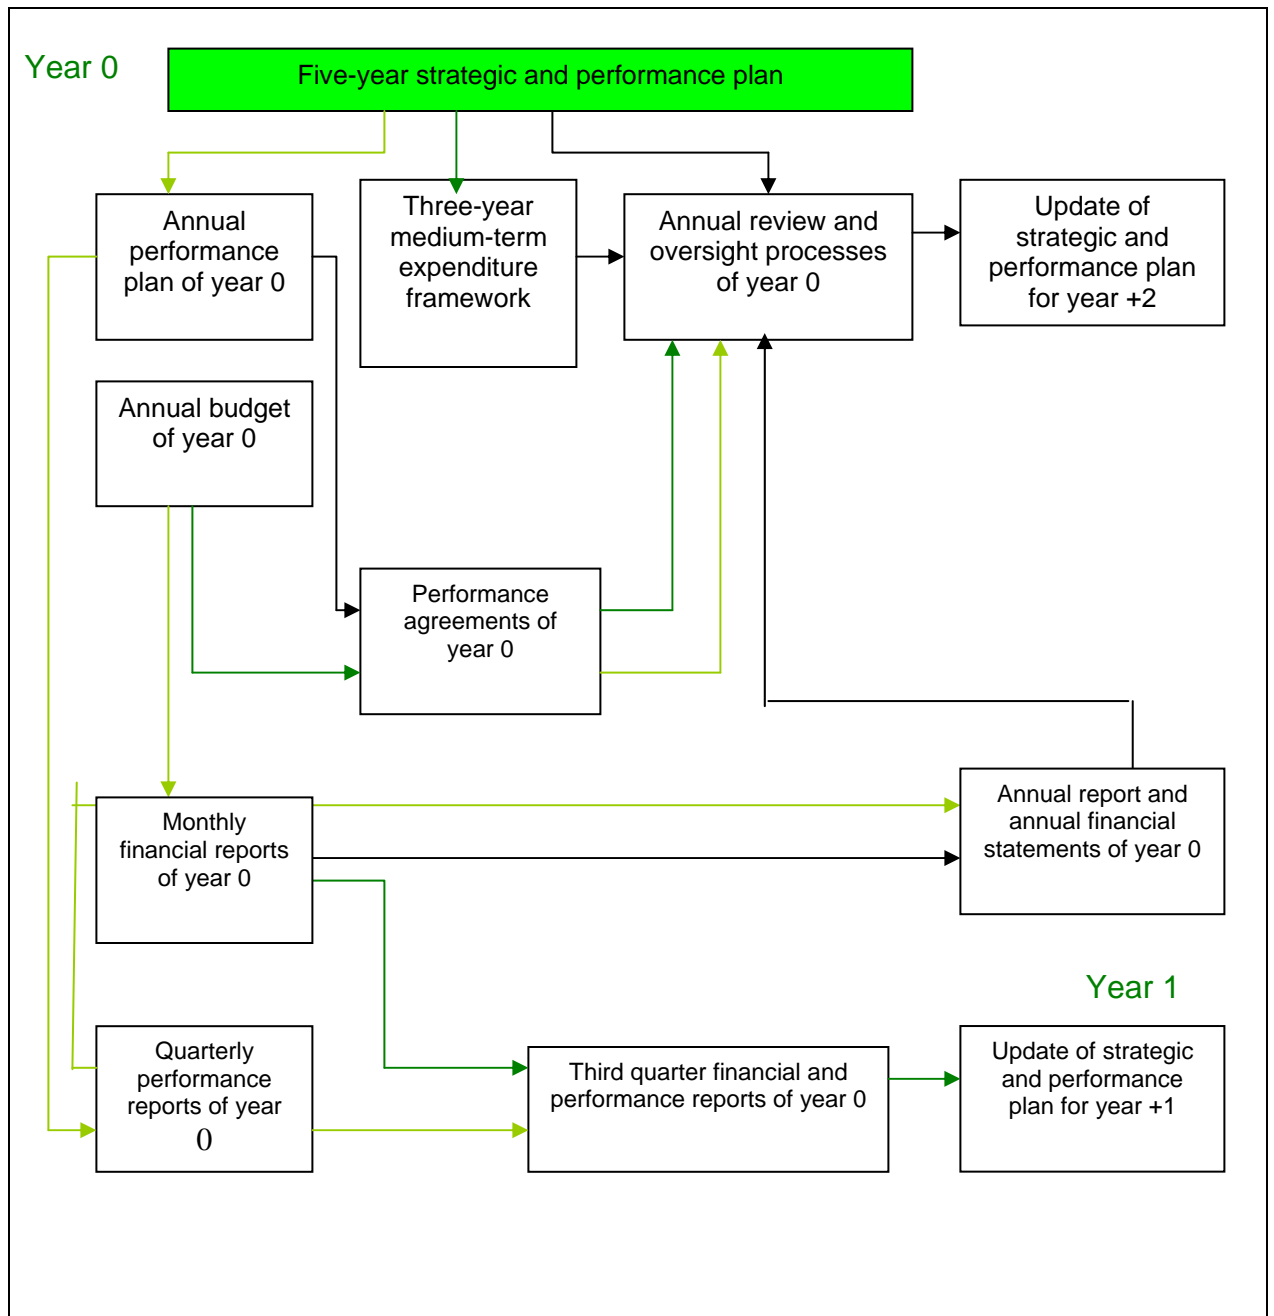 Year 0
Five-year strategic and performance plan
Annual
performance
plan of year 0
Three-year
medium-term
expenditure
framework
Annual review and
oversight processes
of year 0
Update of
strategic and
performance plan
for year +2
Annual budget
of year 0
Performance
agreements of
year 0
Monthly
financial reports
of year 0
Annual report and
annual financial
statements of year 0
Year 1
Quarterly
performance
reports of year
0
Third quarter financial and
performance reports of year 0
Update of strategic
and performance
plan for year +1